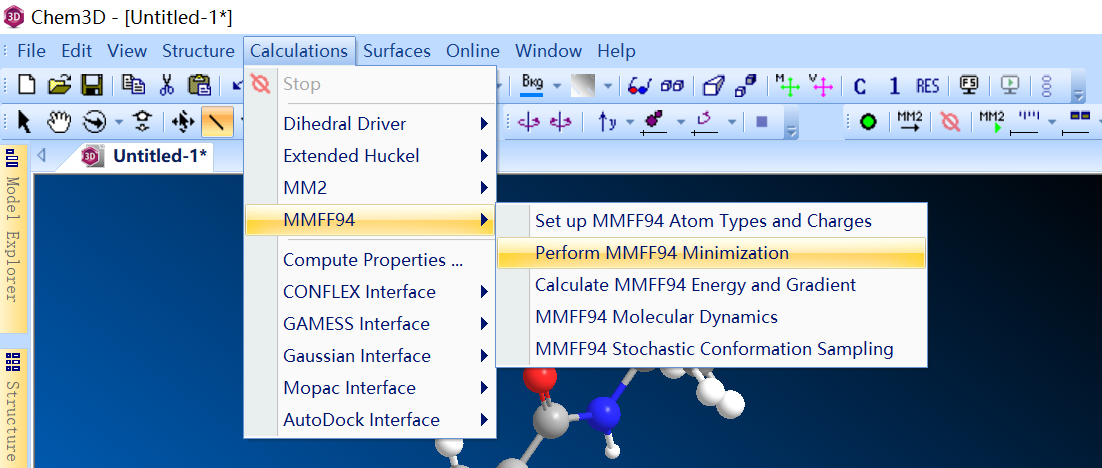 Chem3D - [Untitled-1*]
File Edit View Structure Calculations Surfaces Online Window Help
Stop
Bkg M V C 1 RES FS
Dihedral Driver
y MM2 MM2
Extended Huckel
3D Untitled-1*
MM2
MMFF94
Set up MMFF94 Atom Types and Charges
Perform MMFF94 Minimization
Compute Properties ...
Calculate MMFF94 Energy and Gradient
CONFLEX Interface
MMFF94 Molecular Dynamics
GAMESS Interface
MMFF94 Stochastic Conformation Sampling
Gaussian Interface
Mopac Interface
AutoDock Interface
Model Explorer
Structure